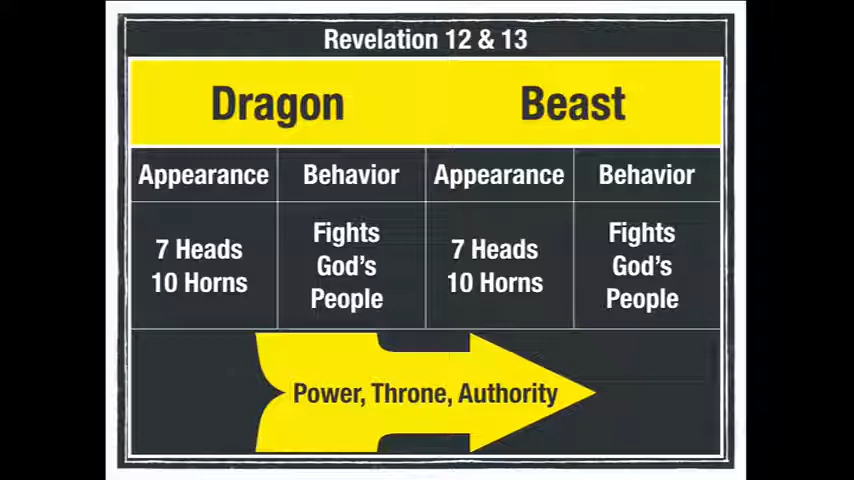 Revelation 12 & 13
Dragon
Beast
Appearance
Behavior
Appearance
Behavior
7 Heads
10 Horns
Fights
God's
People
7 Heads
10 Horns
Fights
God's
People
Power, Throne, Authority